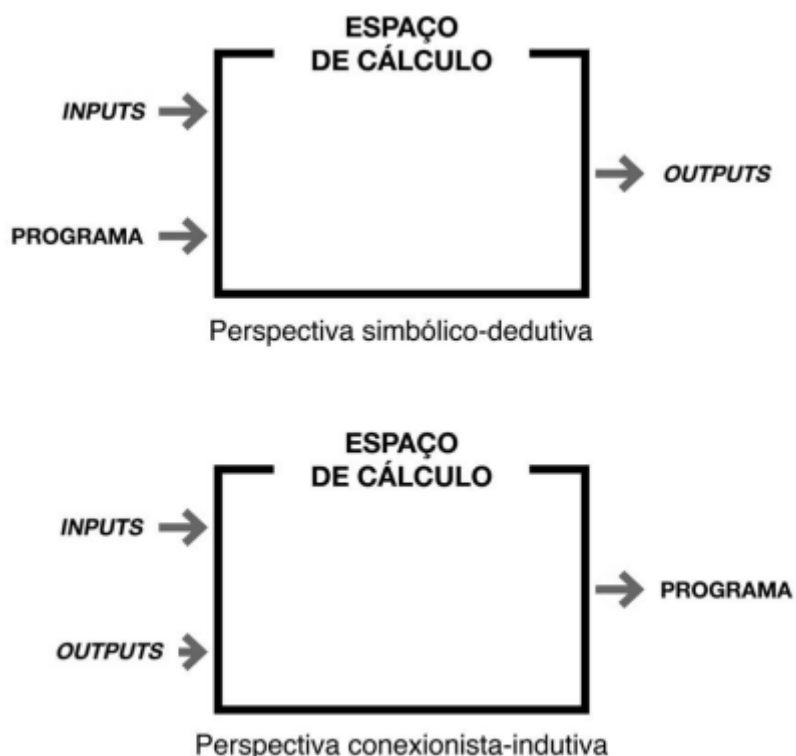 ESPAÇO
DE CÁLCULO
INPUTS
OUTPUTS
PROGRAMA
Perspectiva simbólico-dedutiva
ESPAÇO
DE CÁLCULO
INPUTS
PROGRAMA
OUTPUTS
Perspectiva conexionista-indutiva